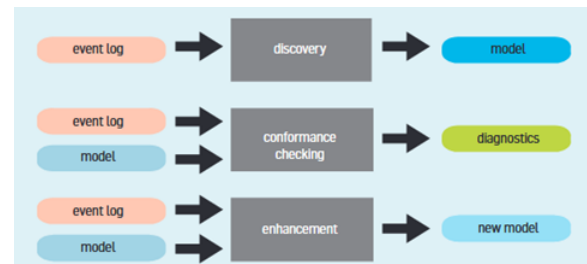 event log
discovery
model
event log
model
conformance
checking
diagnostics
event log
model
enhancement
new model